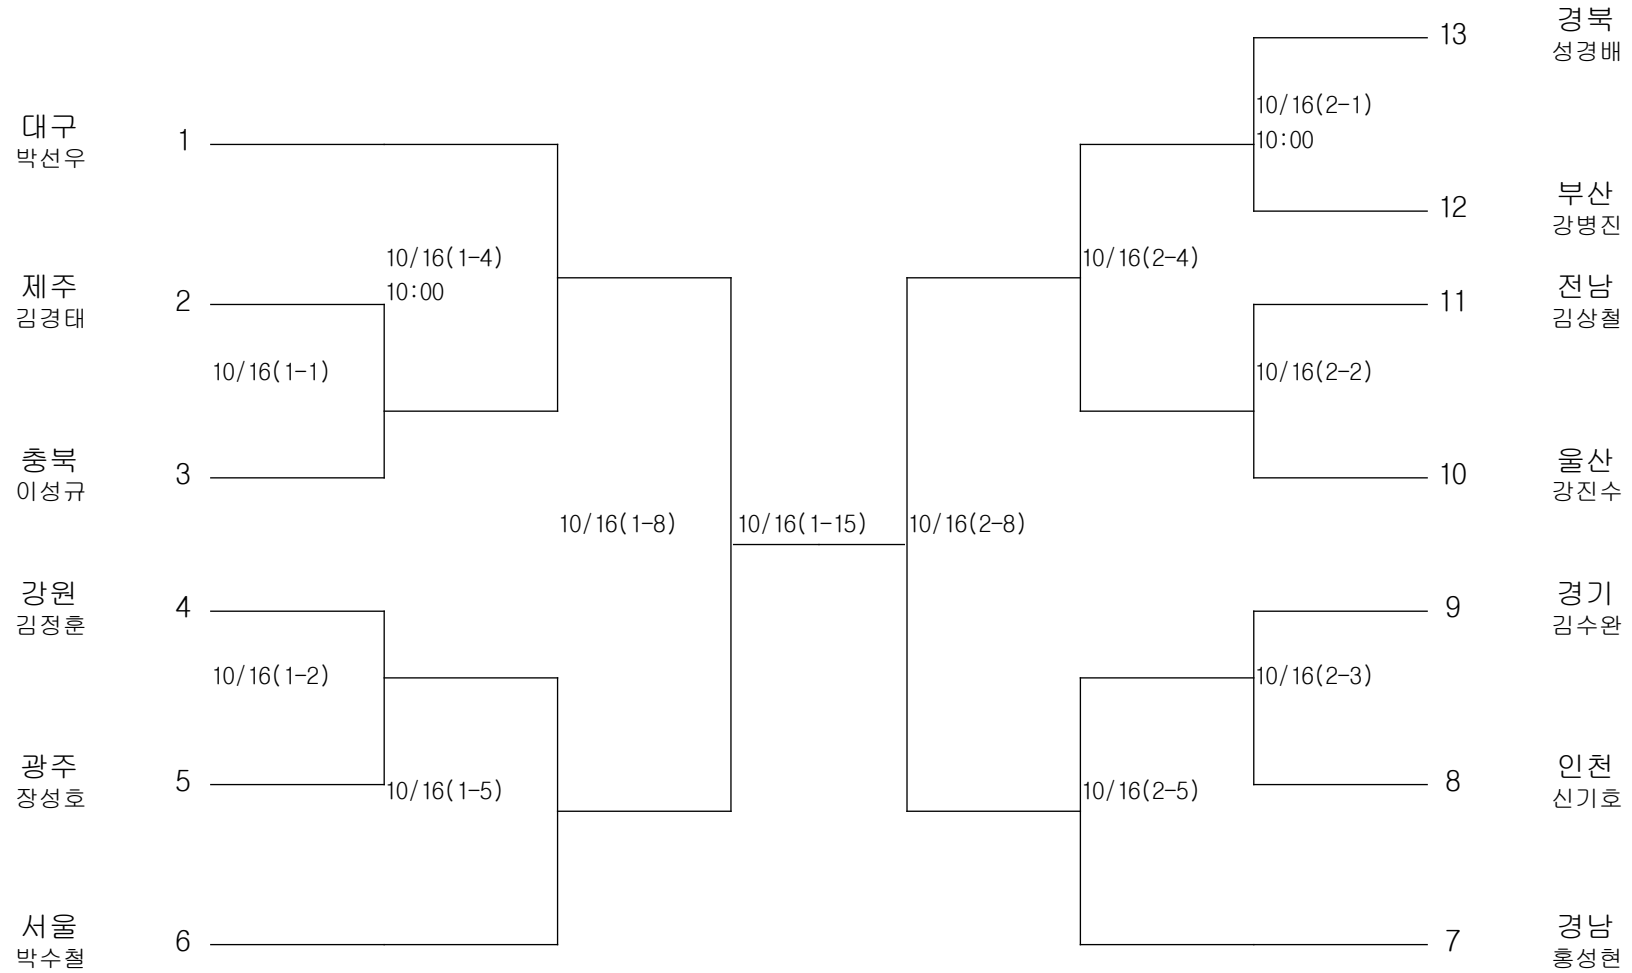 경북
13
성경배
10/16(2-1)
대구
1
10:00
박선우
부산
12
강병진
10/16(1-4)
10/16(2-4)
제주
10:00
전남
2
11
김경태
김상철
10/16(1-1)
10/16(2-2)
충북
울산
3
10
이성규
강진수
10/16(1-8)
10/16(1-15)
10/16(2-8)
강원
경기
4
9
김정훈
김수완
10/16(1-2)
10/16(2-3)
광주
인천
5
8
장성호
10/16(1-5)
10/16(2-5)
신기호
서울
경남
6
7
박수철
홍성현